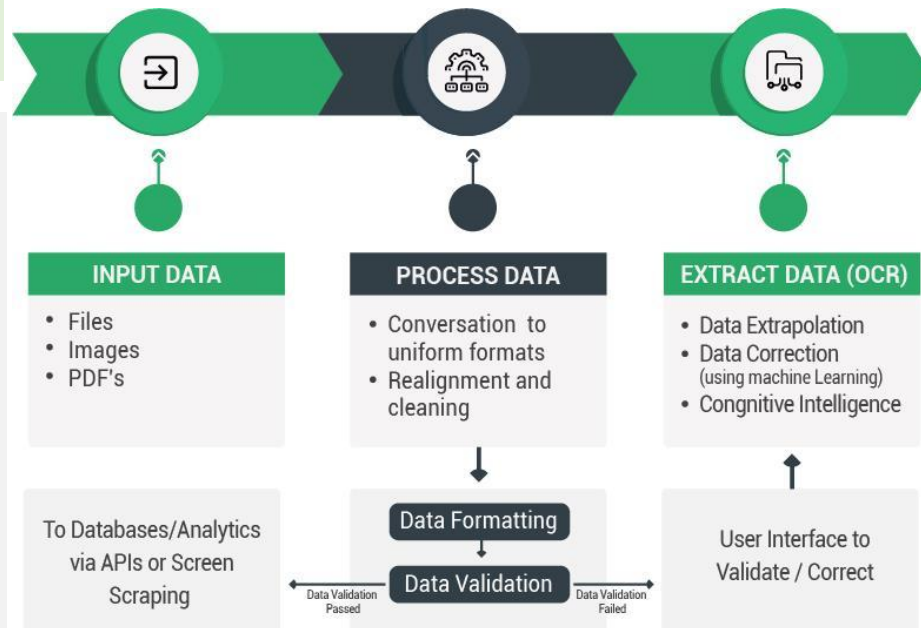 INPUT DATA
• Files
• Images
• PDF's
PROCESS DATA
• Conversation to
uniform formats
• Realignment and
cleaning
EXTRACT DATA (OCR)
• Data Extrapolation
• Data Correction
(using machine Learning)
• Congnitive Intelligence
To Databases/Analytics
via APIs or Screen
Scraping
Data Formatting
Data Validation
Data Validation
Passed
Data Validation
Failed
User Interface to
Validate / Correct